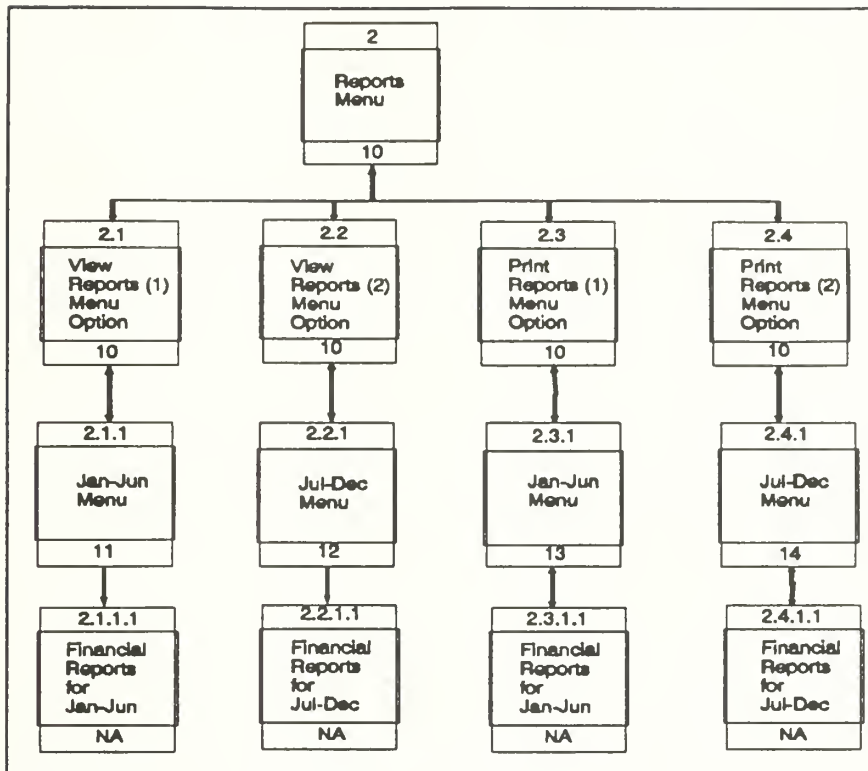 2
Reports
Menu
10
2.1
View
Reports (1)
Menu
Option
10
2.2
View
Reports (2)
Menu
Option
10
2.3
Print
Reports (1)
Menu
Option
10
2.4
Print
Reports (2)
Menu
Option
10
2.1.1
Jan-Jun
Menu
11
2.2.1
Jul-Dec
Menu
12
2.3.1
Jan-Jun
Menu
13
2.4.1
Jul-Dec
Menu
14
2.1.1.1
Financial
Reports
for
Jan-Jun
NA
2.2.1.1
Financial
Reports
for
Jul-Dec
NA
2.3.1.1
Financial
Reports
for
Jan-Jun
NA
2.4.1.1
Financial
Reports
for
Jul-Dec
NA